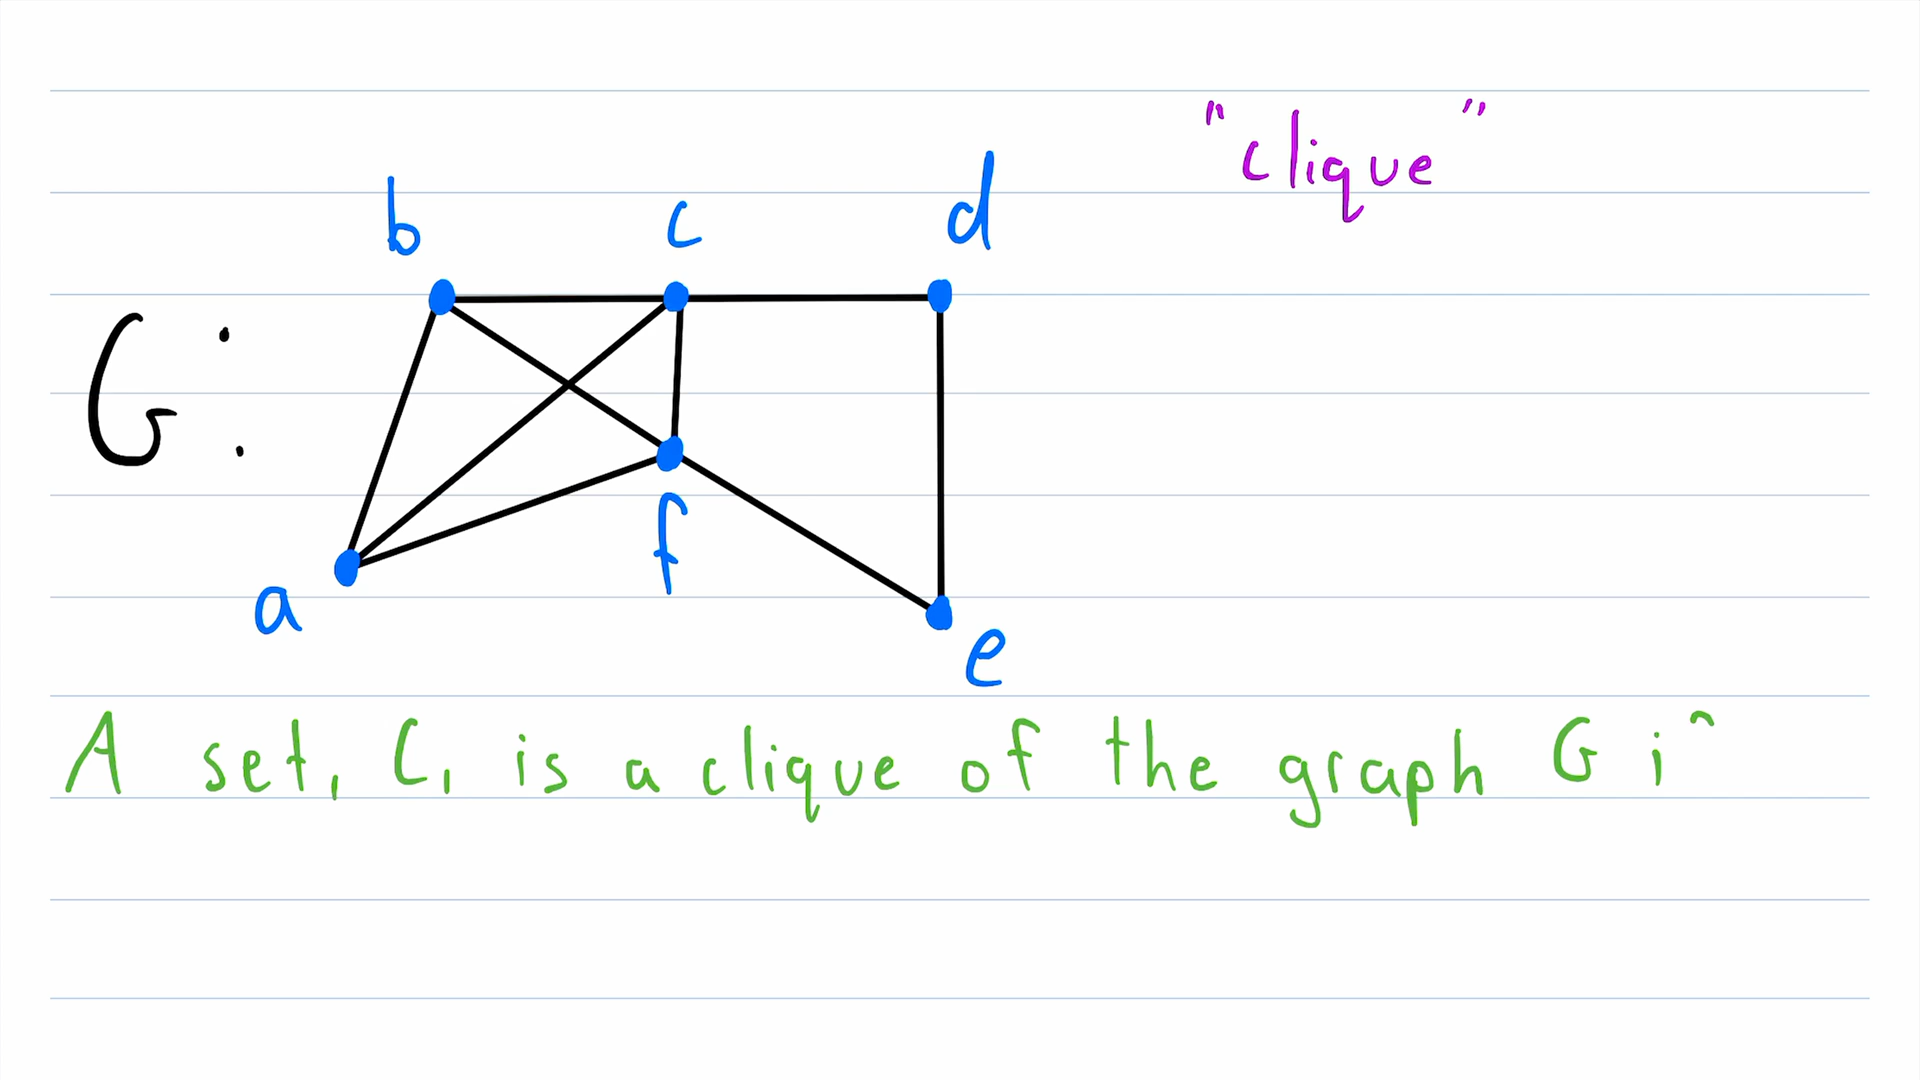 "clique"
b c d
G:
f
a
e
A set, C, is a clique of the graph G